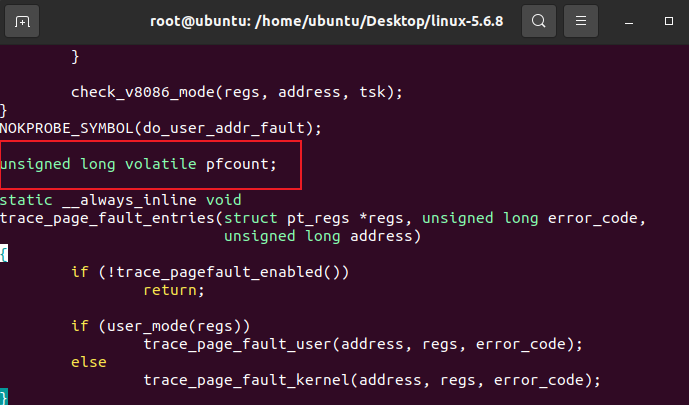 root@ubuntu: /home/ubuntu/Desktop/linux-5.6.8
        }
        check_v8086_mode(regs, address, tsk);
}
NOKPROBE_SYMBOL(do_user_addr_fault);
unsigned long volatile pfcount;
static __always_inline void
trace_page_fault_entries(struct pt_regs *regs, unsigned long error_code,
                         unsigned long address)
{
        if (!trace_pagefault_enabled())
                return;
        if (user_mode(regs))
                trace_page_fault_user(address, regs, error_code);
        else
                trace_page_fault_kernel(address, regs, error_code);
}